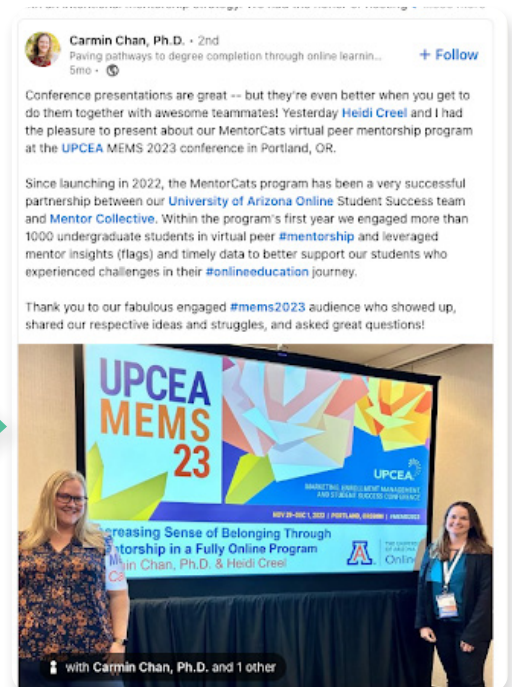 Carmin Chan, Ph.D. • 2nd
Paving pathways to degree completion through online learnin...
5mo •
+ Follow
Conference presentations are great -- but they're even better when you get to
do them together with awesome teammates! Yesterday Heidi Creel and I had
the pleasure to present about our MentorCats virtual peer mentorship program
at the UPCEA MEMS 2023 conference in Portland, OR.
Since launching in 2022, the MentorCats program has been a very successful
partnership between our University of Arizona Online Student Success team
and Mentor Collective. Within the program's first year we engaged more than
1000 undergraduate students in virtual peer #mentorship and leveraged
mentor insights (flags) and timely data to better support our students who
experienced challenges in their #onlineeducation journey.
Thank you to our fabulous engaged #mems2023 audience who showed up,
shared our respective ideas and struggles, and asked great questions!
UPCEA
MEMS
23
UPCEA
MARKETING ENROLLMENT MANAGEMENT
AND STUDENT SUCCESS CONFERENCE
NOV 29-DEC 1, 2023 | PORTLAND, OREGON | #MEMS2023
creasing Sense of Belonging Through
ntorship in a Fully Online Program
in Chan, Ph.D. & Heidi Creel
A
Online
with Carmin Chan, Ph.D. and 1 other